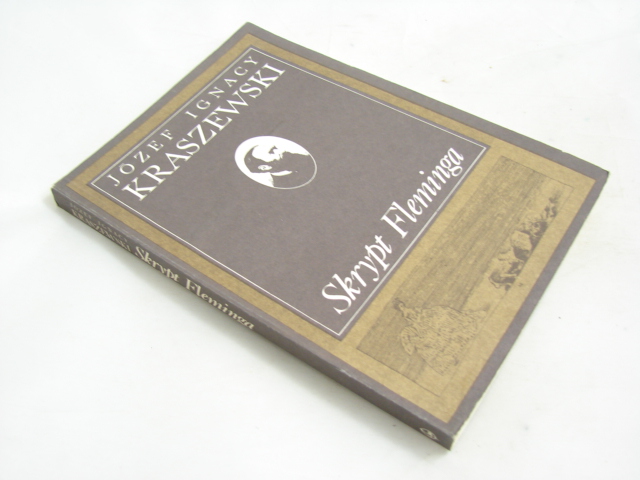 JÓZEF IGNACY
KRASZEWSKI
Skrypt Fleminga
KRASZEWSKI Skrypt Fleminga